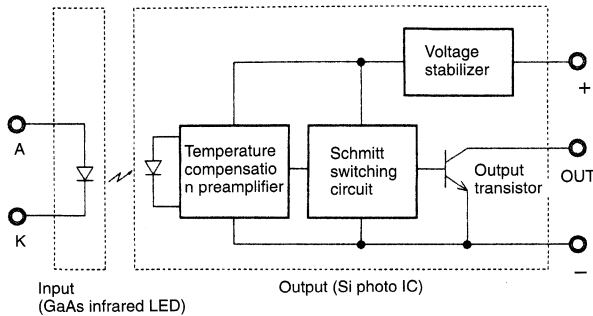 Voltage
stabilizer
+
A
Temperature
compensatio
n preamplifier
Schmitt
switching
circuit
Output
transistor
OUT
K
−
Input
(GaAs infrared LED)
Output (Si photo IC)